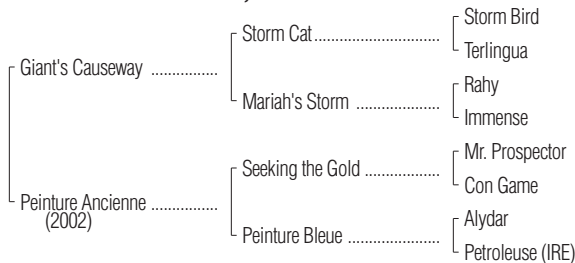 Storm Bird
Storm Cat....................
Terlingua
Giant's Causeway ................
Rahy
Mariah's Storm ....................
Immense
Mr. Prospector
Seeking the Gold ..................
Con Game
Peinture Ancienne ................
(2002)
Alydar
Peinture Bleue ......................
Petroleuse (IRE)